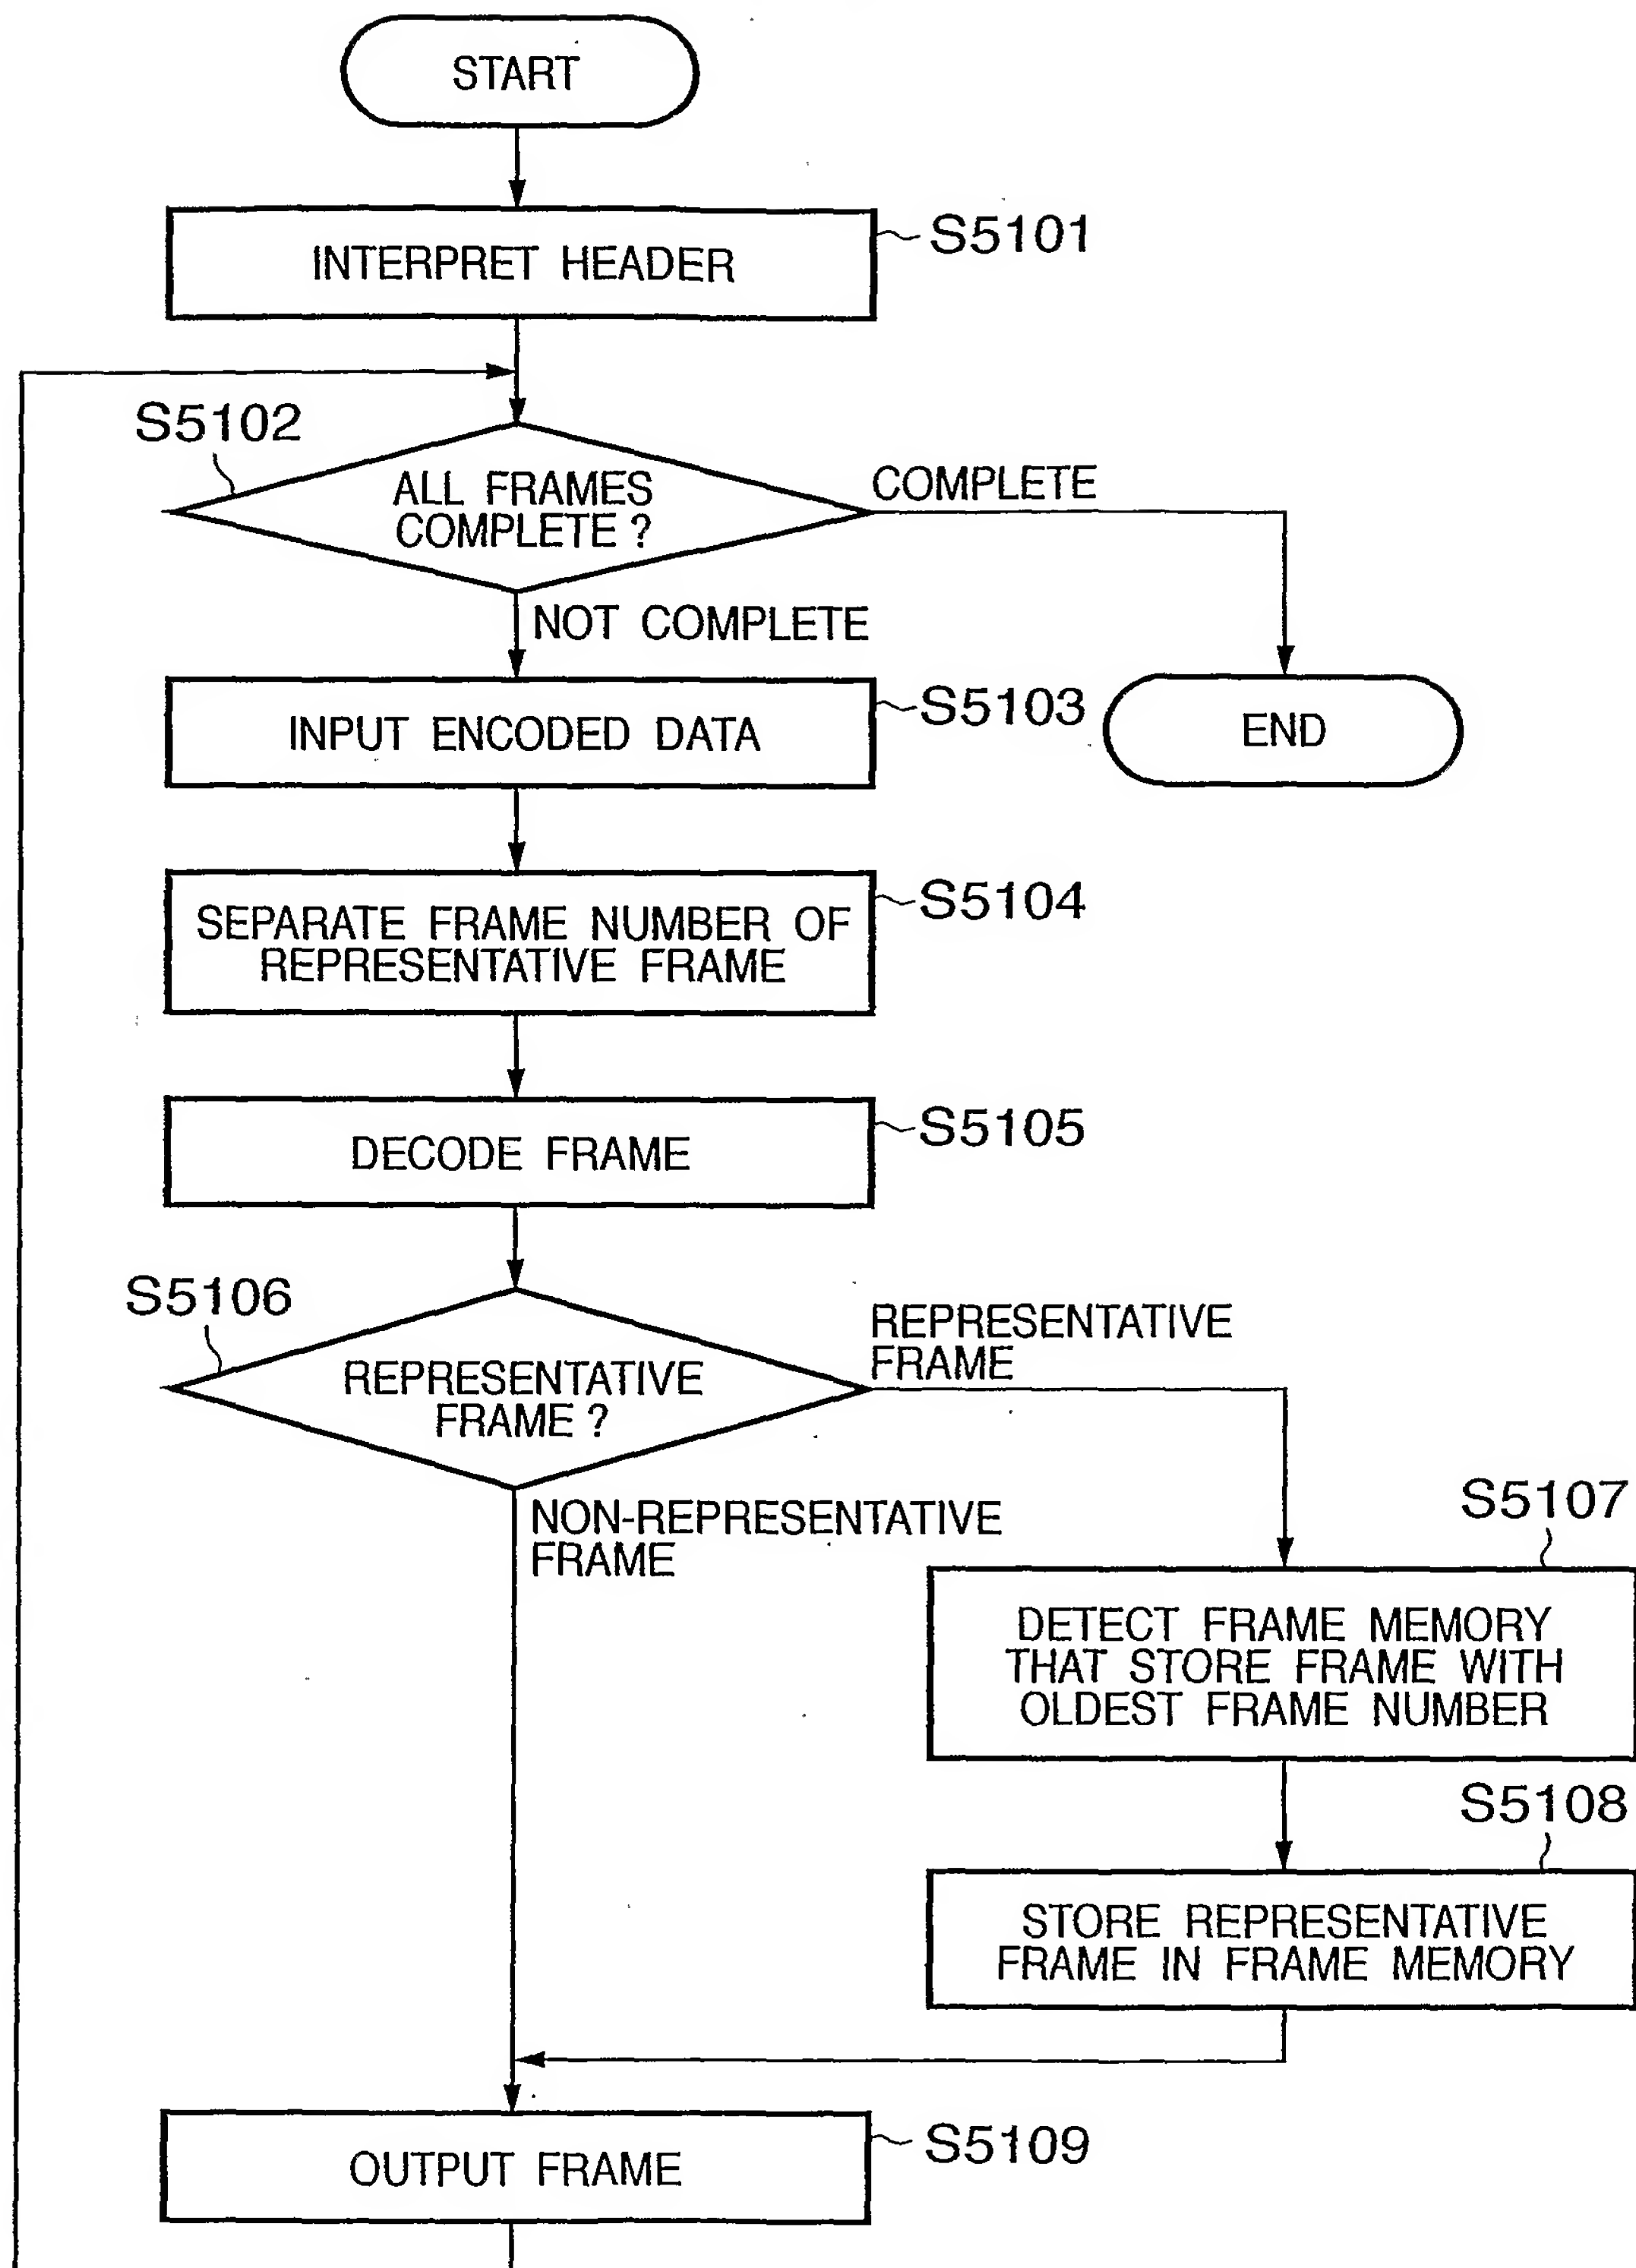 START
INTERPRET HEADER
S5101
S5102
ALL FRAMES
COMPLETE ?
COMPLETE
NOT COMPLETE
INPUT ENCODED DATA
S5103
END
SEPARATE FRAME NUMBER OF
REPRESENTATIVE FRAME
S5104
DECODE FRAME
S5105
S5106
REPRESENTATIVE
FRAME ?
REPRESENTATIVE
FRAME
NON-REPRESENTATIVE
FRAME
S5107
DETECT FRAME MEMORY
THAT STORE FRAME WITH
OLDEST FRAME NUMBER
S5108
STORE REPRESENTATIVE
FRAME IN FRAME MEMORY
OUTPUT FRAME
S5109